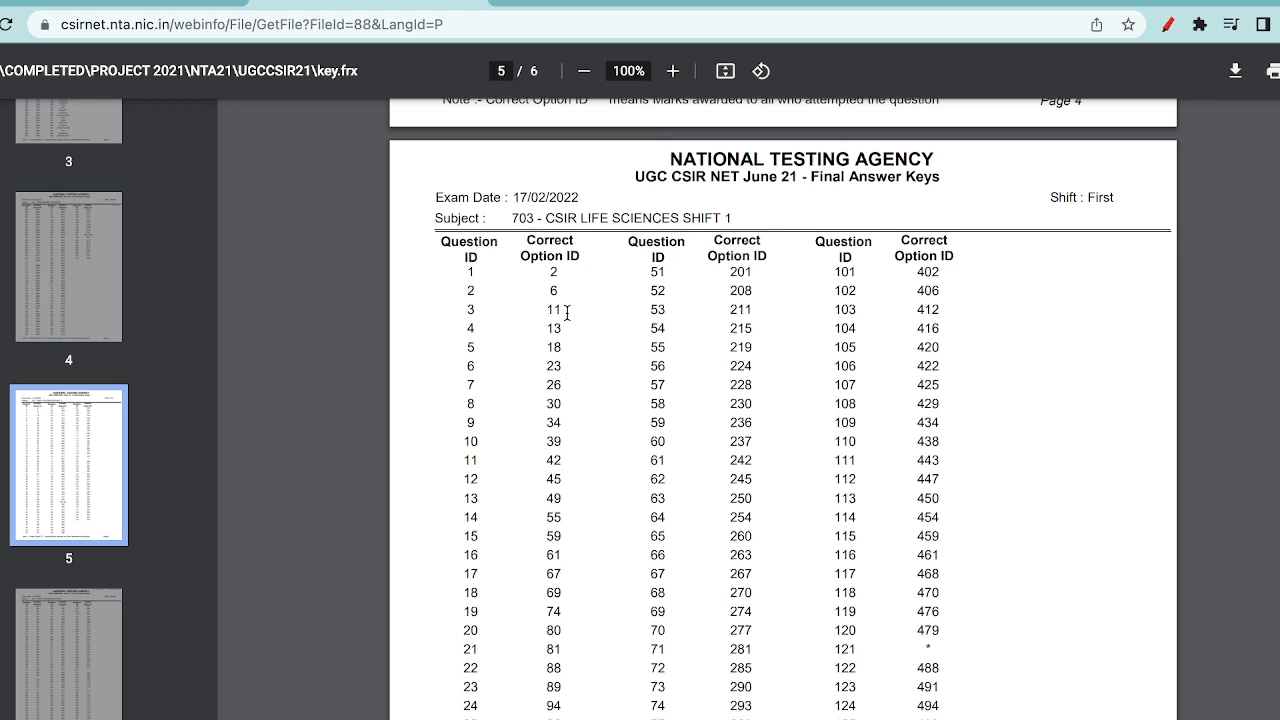 csirnet.nta.nic.in/webinfo/File/GetFile?FileId=88&LangId=P
\COMPLETED\PROJECT 2021\NTA21\UGCCSIR21\key.frx
5 / 6
100%
3
4
5
Note :- Correct Option ID means Marks awarded to all who attempted the question Page 4
NATIONAL TESTING AGENCY
UGC CSIR NET June 21 - Final Answer Keys
Exam Date : 17/02/2022 Shift : First
Subject : 703 - CSIR LIFE SCIENCES SHIFT 1
Question Correct Question Correct Question Correct
ID Option ID ID Option ID ID Option ID
1 2 51 201 101 402
2 6 52 208 102 406
3 11 53 211 103 412
4 13 54 215 104 416
5 18 55 219 105 420
6 23 56 224 106 422
7 26 57 228 107 425
8 30 58 230 108 429
9 34 59 236 109 434
10 39 60 237 110 438
11 42 61 242 111 443
12 45 62 245 112 447
13 49 63 250 113 450
14 55 64 254 114 454
15 59 65 260 115 459
16 61 66 263 116 461
17 67 67 267 117 468
18 69 68 270 118 470
19 74 69 274 119 476
20 80 70 277 120 479
21 81 71 281 121 *
22 88 72 285 122 488
23 89 73 290 123 491
24 94 74 293 124 494